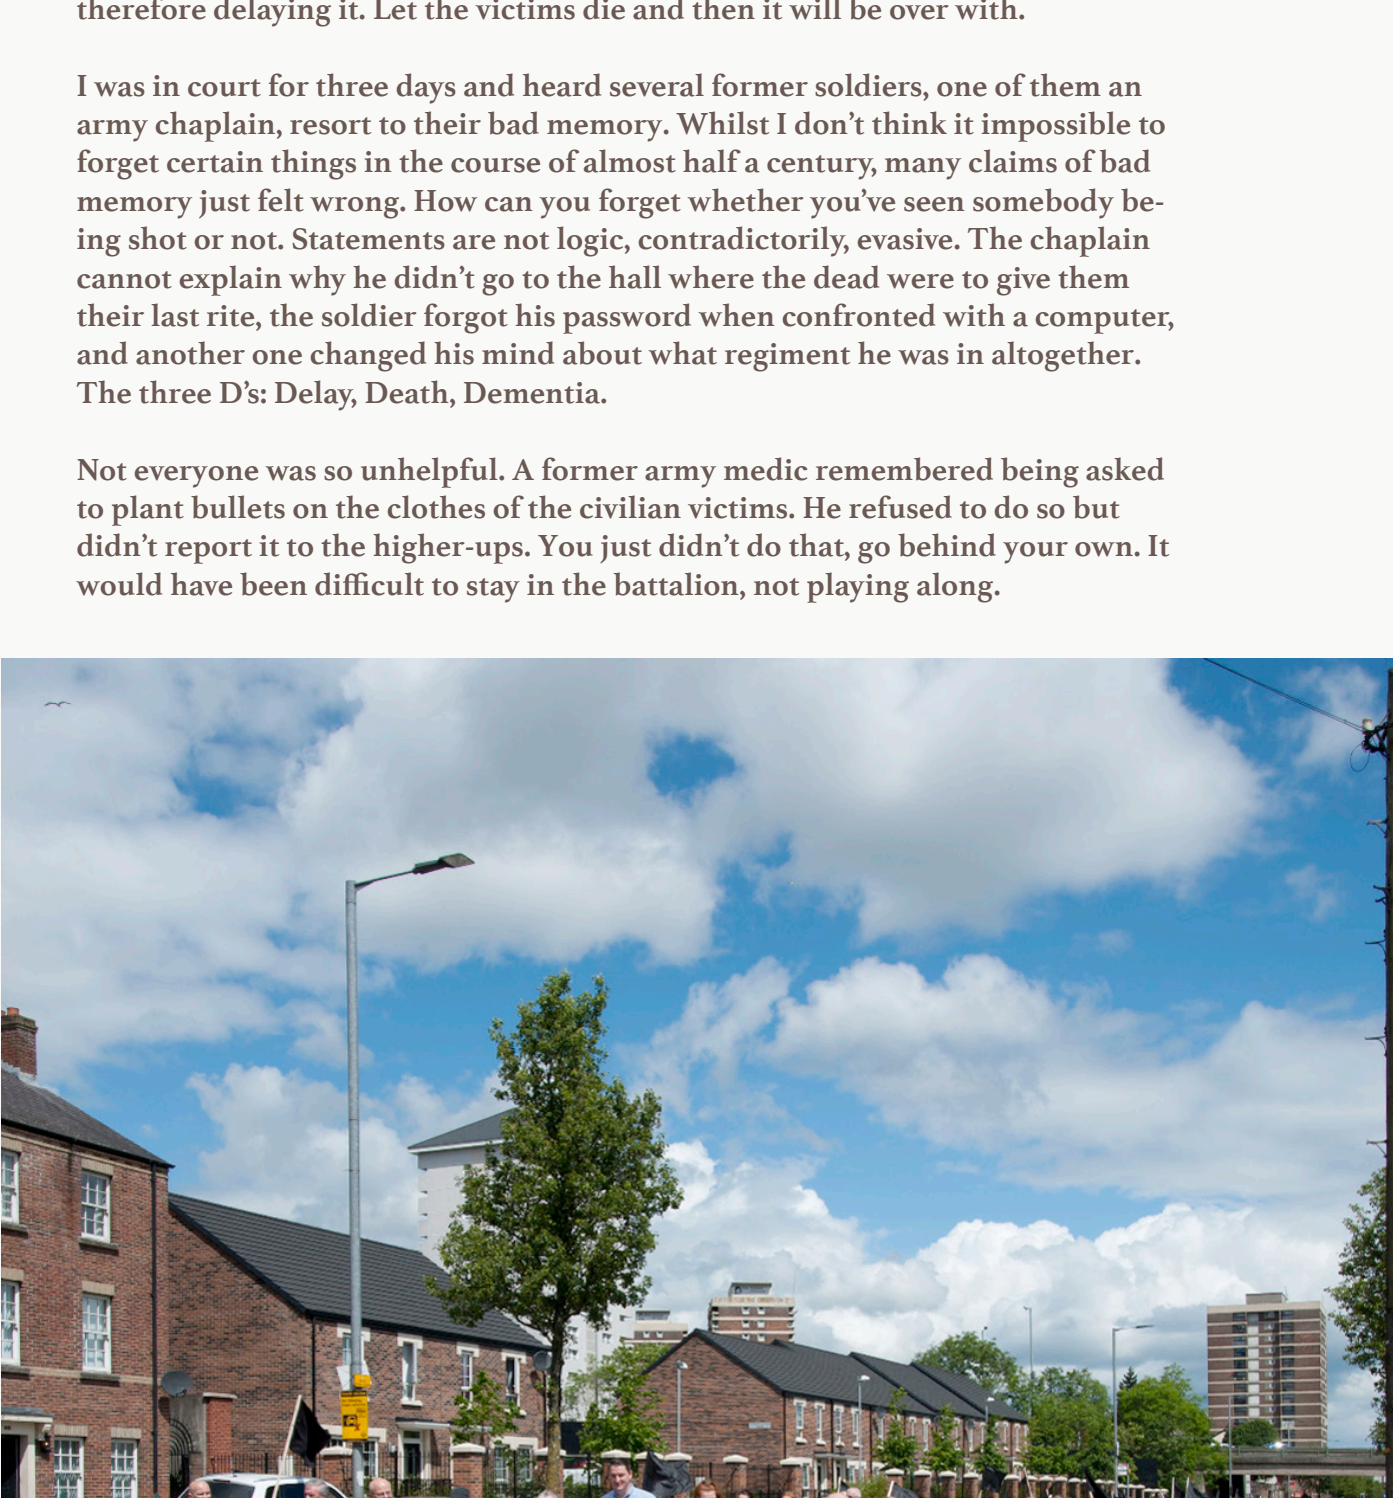 therefore delaying it. Let the victims die and then it will be over with.
I was in court for three days and heard several former soldiers, one of them an
army chaplain, resort to their bad memory. Whilst I don’t think it impossible to
forget certain things in the course of almost half a century, many claims of bad
memory just felt wrong. How can you forget whether you’ve seen somebody be-
ing shot or not. Statements are not logic, contradictorily, evasive. The chaplain
cannot explain why he didn’t go to the hall where the dead were to give them
their last rite, the soldier forgot his password when confronted with a computer,
and another one changed his mind about what regiment he was in altogether.
The three D’s: Delay, Death, Dementia.
Not everyone was so unhelpful. A former army medic remembered being asked
to plant bullets on the clothes of the civilian victims. He refused to do so but
didn’t report it to the higher-ups. You just didn’t do that, go behind your own. It
would have been difficult to stay in the battalion, not playing along.